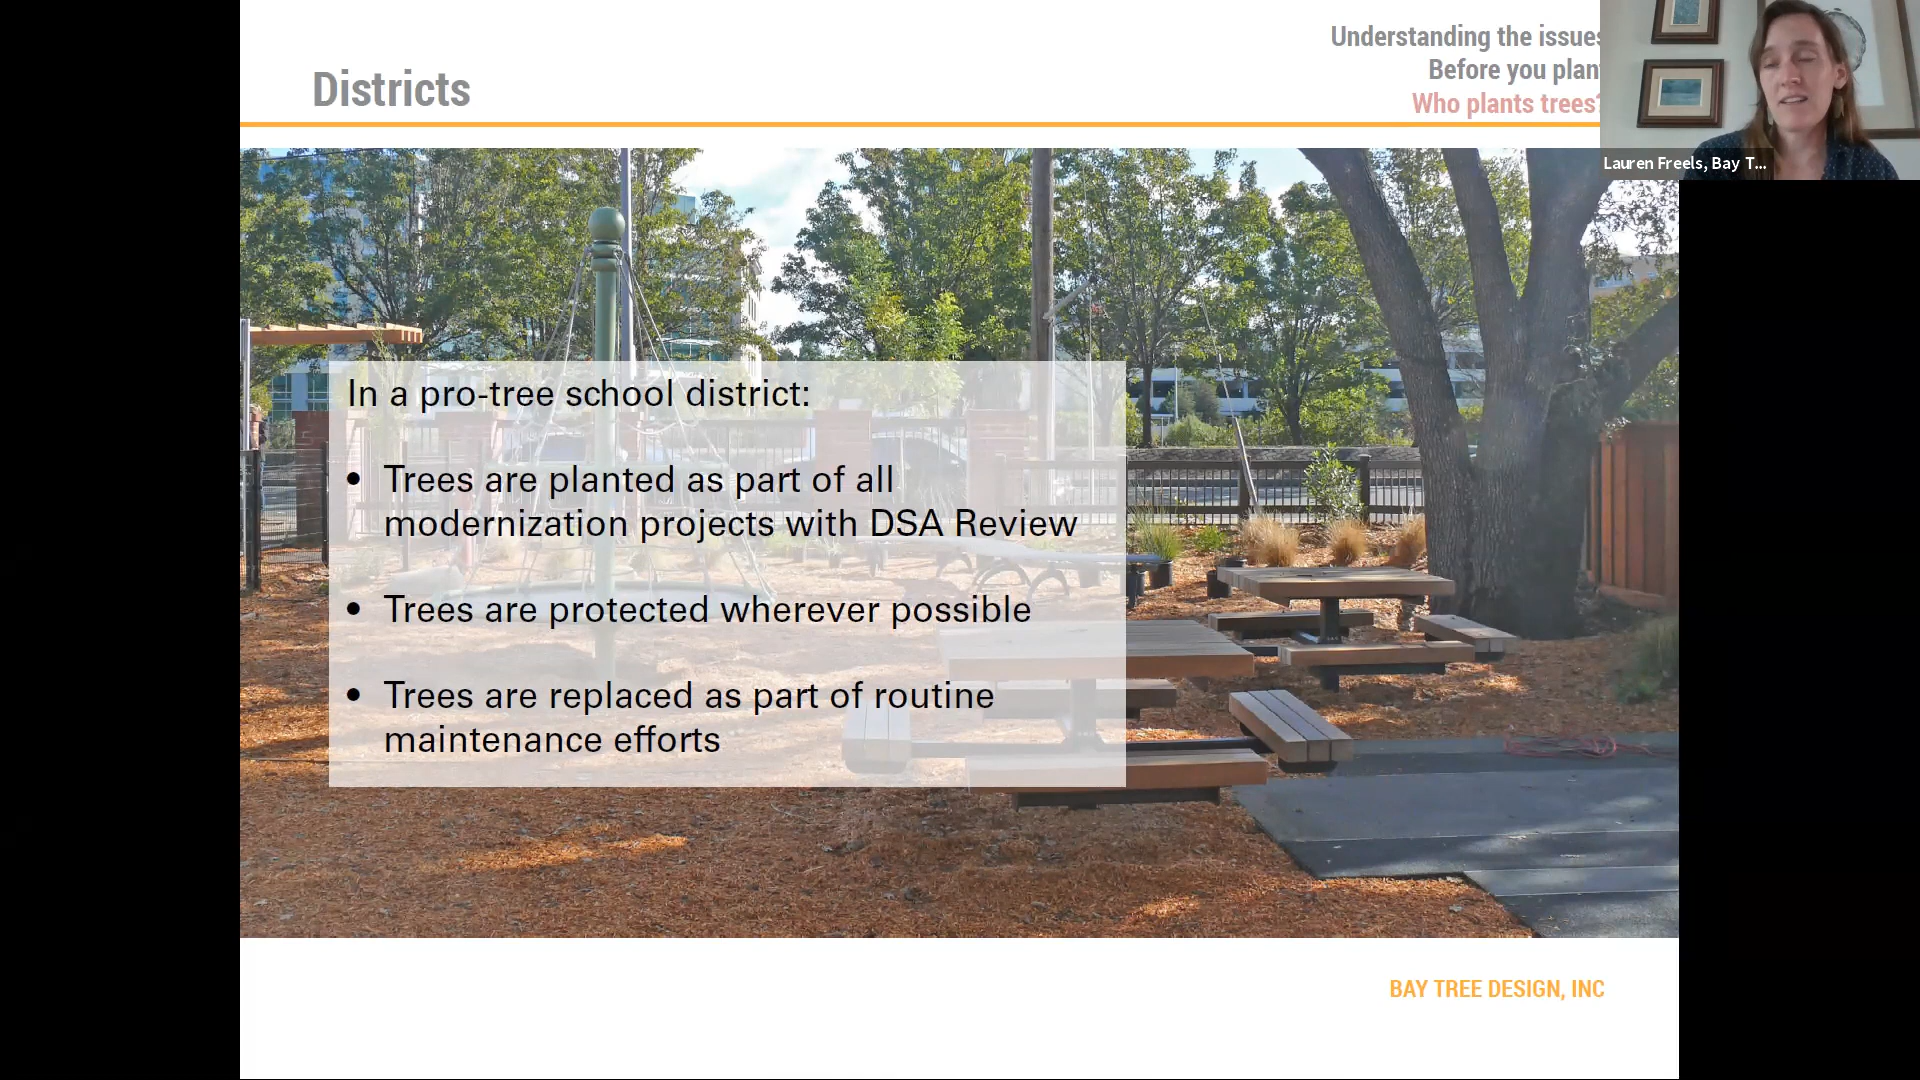 Districts
Understanding the issues
Before you plant
Who plants trees?
Lauren Freels, Bay T...
In a pro-tree school district:
• Trees are planted as part of all
modernization projects with DSA Review
• Trees are protected wherever possible
• Trees are replaced as part of routine
maintenance efforts
BAY TREE DESIGN, INC